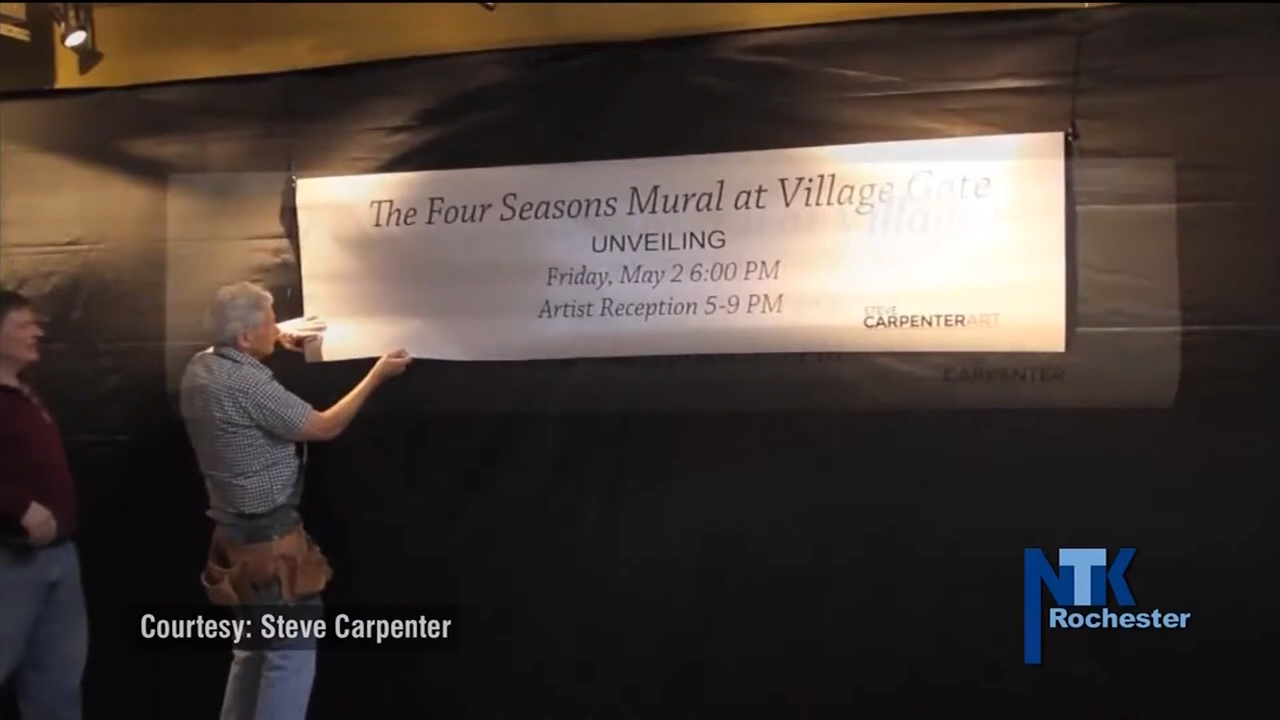 The Four Seasons Mural at Village Gate
UNVEILING
Friday, May 2 6:00 PM
Artist Reception 5-9 PM
STEVE
CARPENTERART
CARPENTER
Courtesy: Steve Carpenter
NTK
Rochester